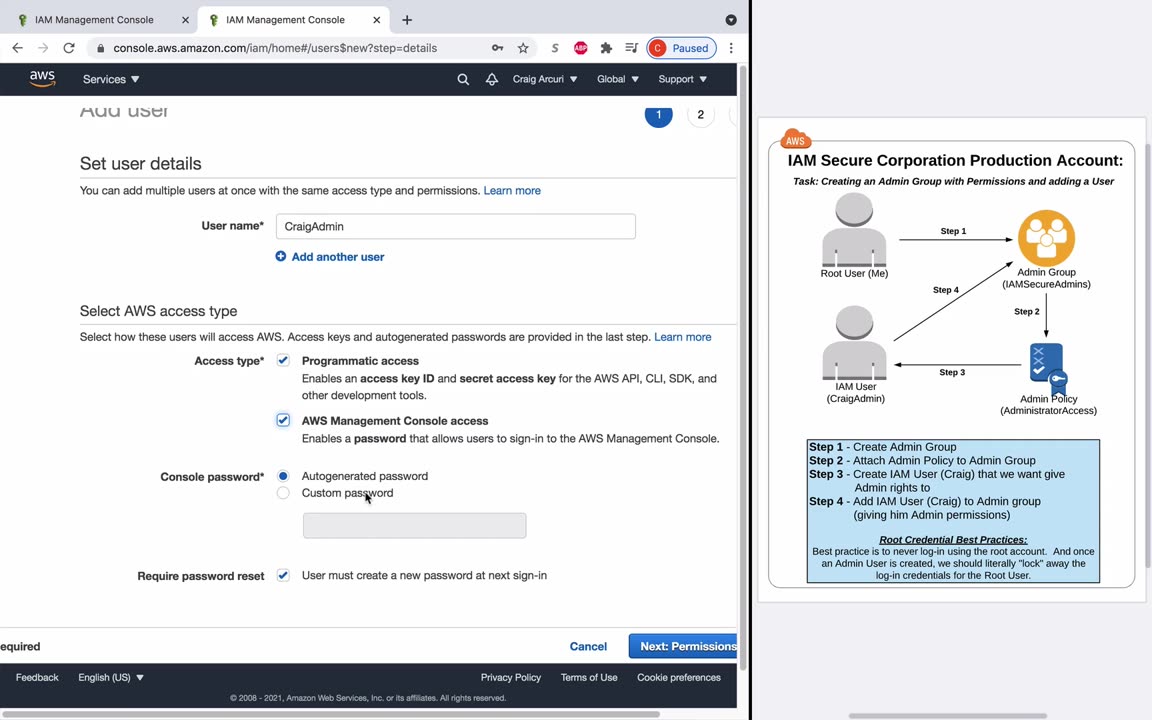 IAM Management Console
IAM Management Console
console.aws.amazon.com/iam/home#/users$new?step=details
S
ABP
C
Paused
aws
Services
Craig Arcuri
Global
Support
Add user
1
2
Set user details
You can add multiple users at once with the same access type and permissions. Learn more
User name*
CraigAdmin
Add another user
Select AWS access type
Select how these users will access AWS. Access keys and autogenerated passwords are provided in the last step. Learn more
Access type*
Programmatic access
Enables an access key ID and secret access key for the AWS API, CLI, SDK, and
other development tools.
AWS Management Console access
Enables a password that allows users to sign-in to the AWS Management Console.
Console password*
Autogenerated password
Custom password
Require password reset
User must create a new password at next sign-in
equired
Cancel
Next: Permissions
Feedback
English (US)
Privacy Policy
Terms of Use
Cookie preferences
© 2008 - 2021, Amazon Web Services, Inc. or its affiliates. All rights reserved.
AWS
IAM Secure Corporation Production Account:
Task: Creating an Admin Group with Permissions and adding a User
Step 1
Root User (Me)
Admin Group
(IAMSecureAdmins)
Step 4
Step 2
Step 3
IAM User
(CraigAdmin)
Admin Policy
(AdministratorAccess)
Step 1 - Create Admin Group
Step 2 - Attach Admin Policy to Admin Group
Step 3 - Create IAM User (Craig) that we want give
Admin rights to
Step 4 - Add IAM User (Craig) to Admin group
(giving him Admin permissions)
Root Credential Best Practices:
Best practice is to never log-in using the root account. And once
an Admin User is created, we should literally "lock" away the
log-in credentials for the Root User.